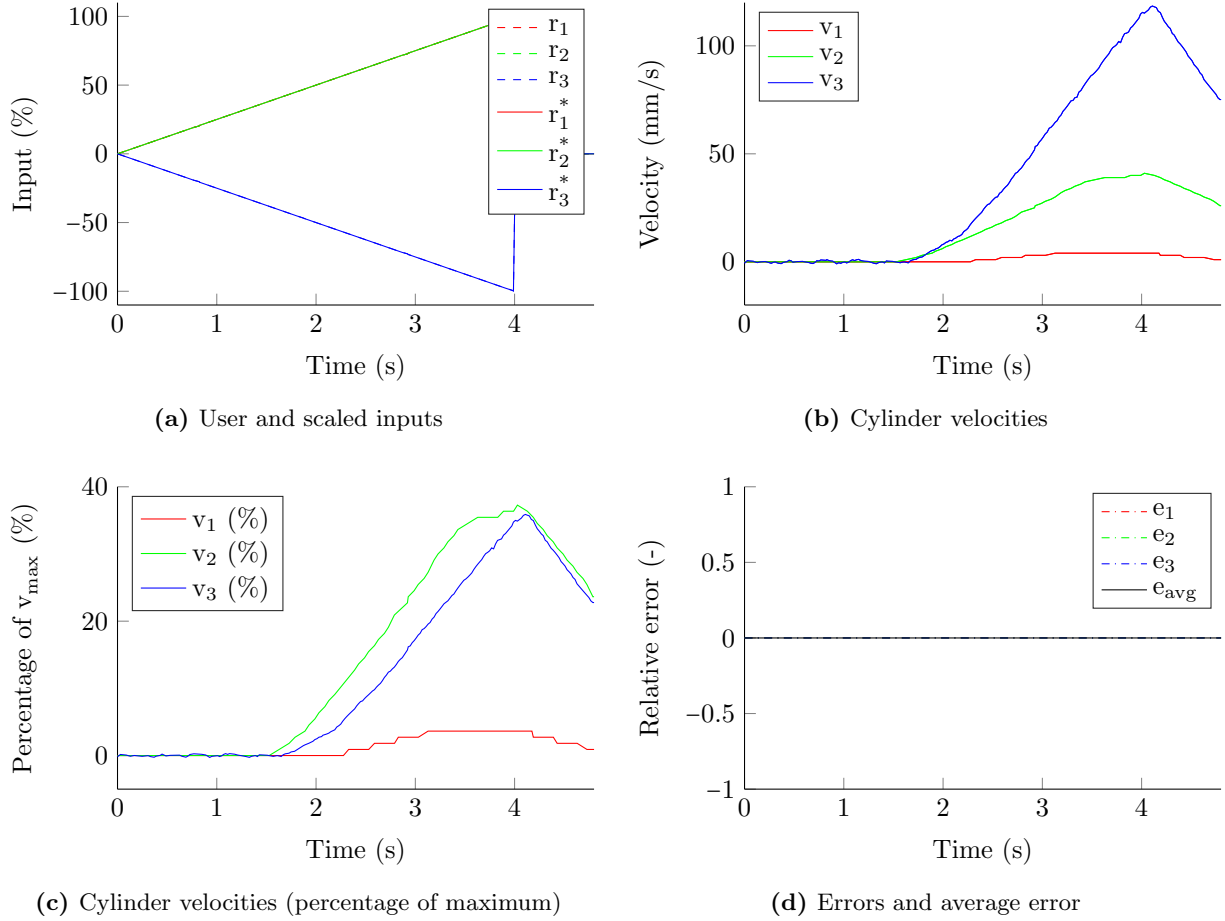 100
50
0
−50
−100
Input (%)
0 1 2 3 4
Time (s)
r1
r2
r3
r*1
r*2
r*3
(a) User and scaled inputs
100
50
0
Velocity (mm/s)
0 1 2 3 4
Time (s)
v1
v2
v3
(b) Cylinder velocities
40
20
0
Percentage of vmax (%)
0 1 2 3 4
Time (s)
v1 (%)
v2 (%)
v3 (%)
(c) Cylinder velocities (percentage of maximum)
1
0.5
0
−0.5
−1
Relative error (-)
0 1 2 3 4
Time (s)
e1
e2
e3
eavg
(d) Errors and average error